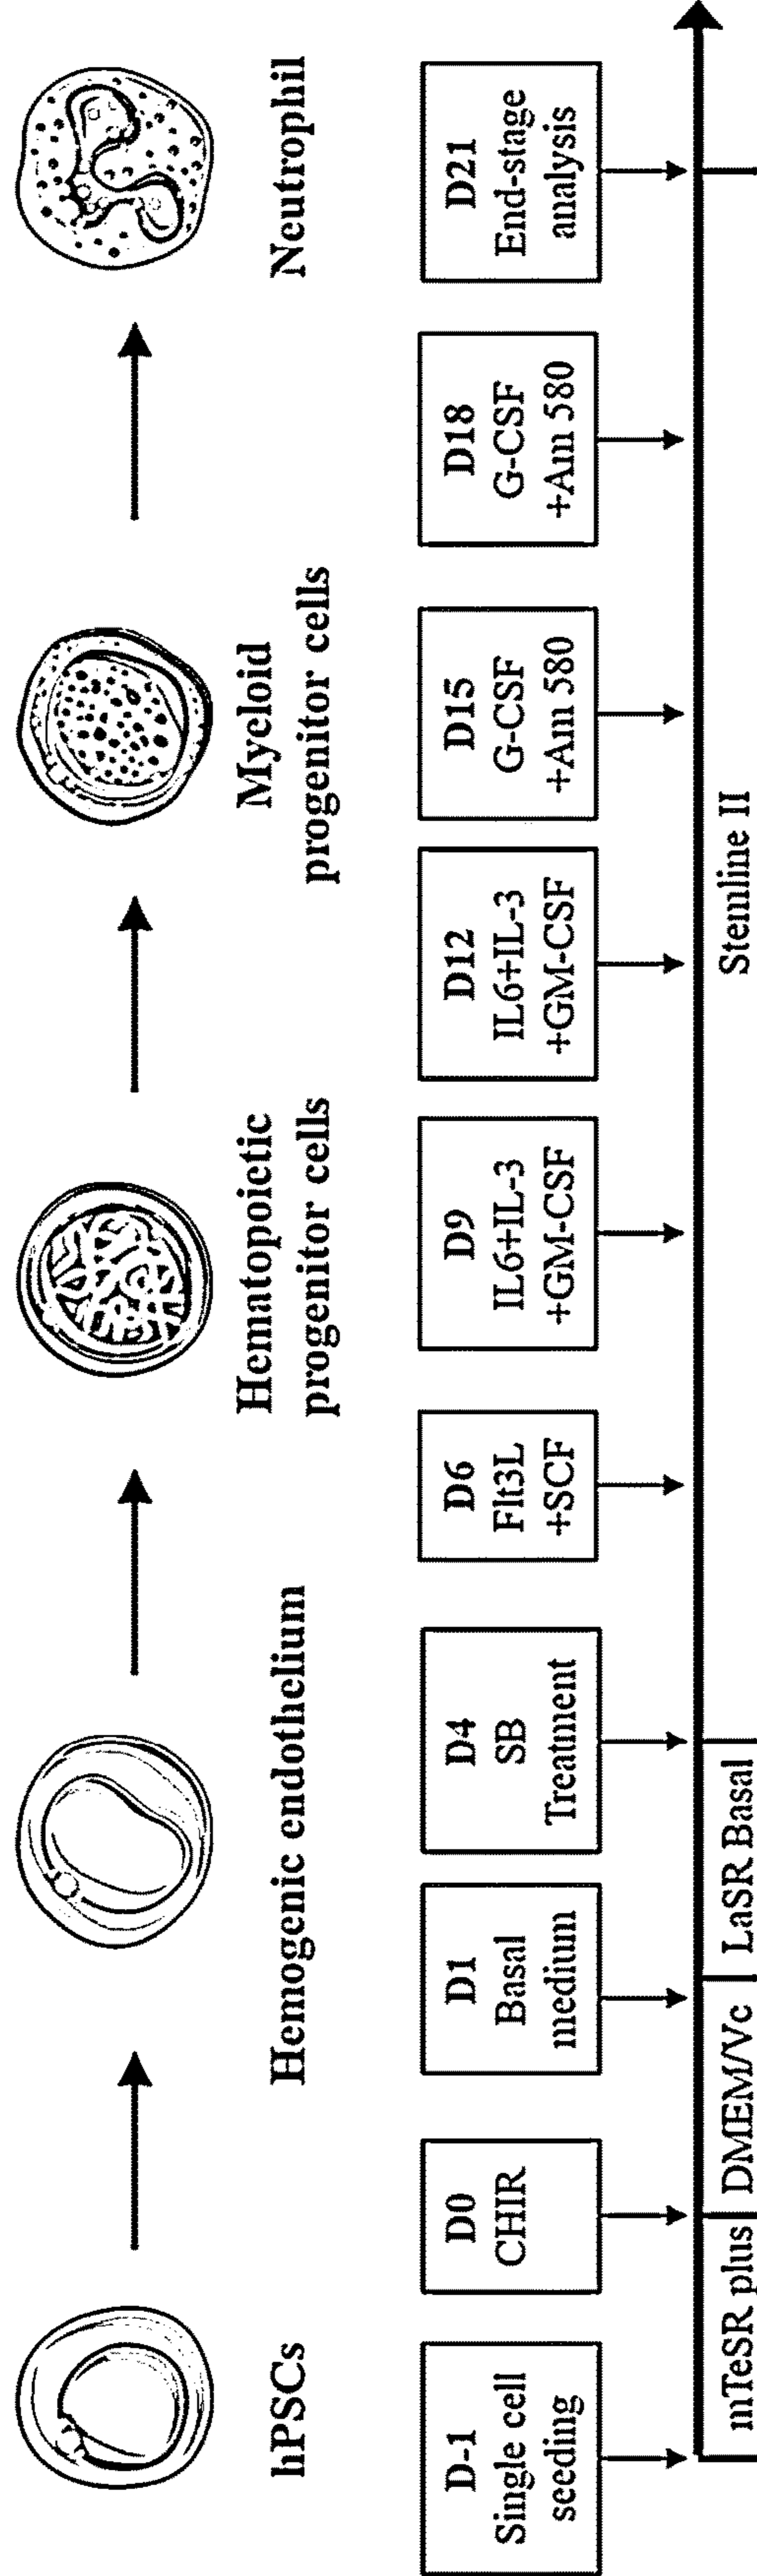 hPSCs
Hemogenic endothelium
Hematopoietic
progenitor cells
Myeloid
progenitor cells
Neutrophil
D-1
Single cell
seeding
D0
CHIR
D1
Basal
medium
D4
SB
Treatment
D6
Flt3L
+SCF
D9
IL6+IL-3
+GM-CSF
D12
IL6+IL-3
+GM-CSF
D15
G-CSF
+Am 580
D18
G-CSF
+Am 580
D21
End-stage
analysis
mTeSR plus
DMEM/Vc
LaSR Basal
Stemline II